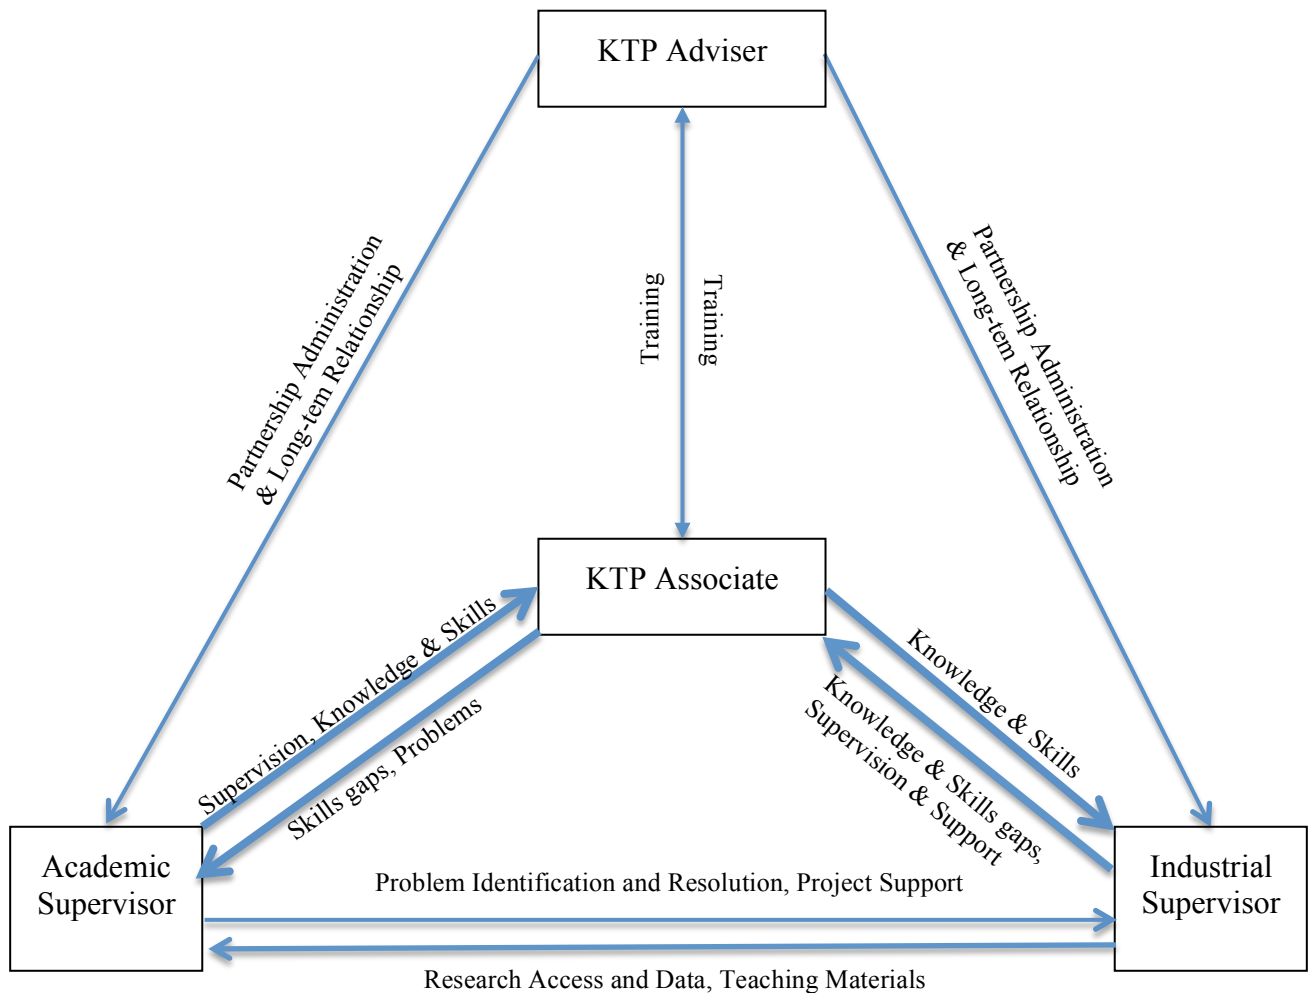 KTP Adviser
Partnership Administration
& Long-tem Relationship
Training
Training
Partnership Administration
& Long-tem Relationship
KTP Associate
Supervision, Knowledge & Skills
Skills gaps, Problems
Knowledge & Skills
Knowledge & Skills gaps,
Supervision & Support
Academic
Supervisor
Problem Identification and Resolution, Project Support
Industrial
Supervisor
Research Access and Data, Teaching Materials